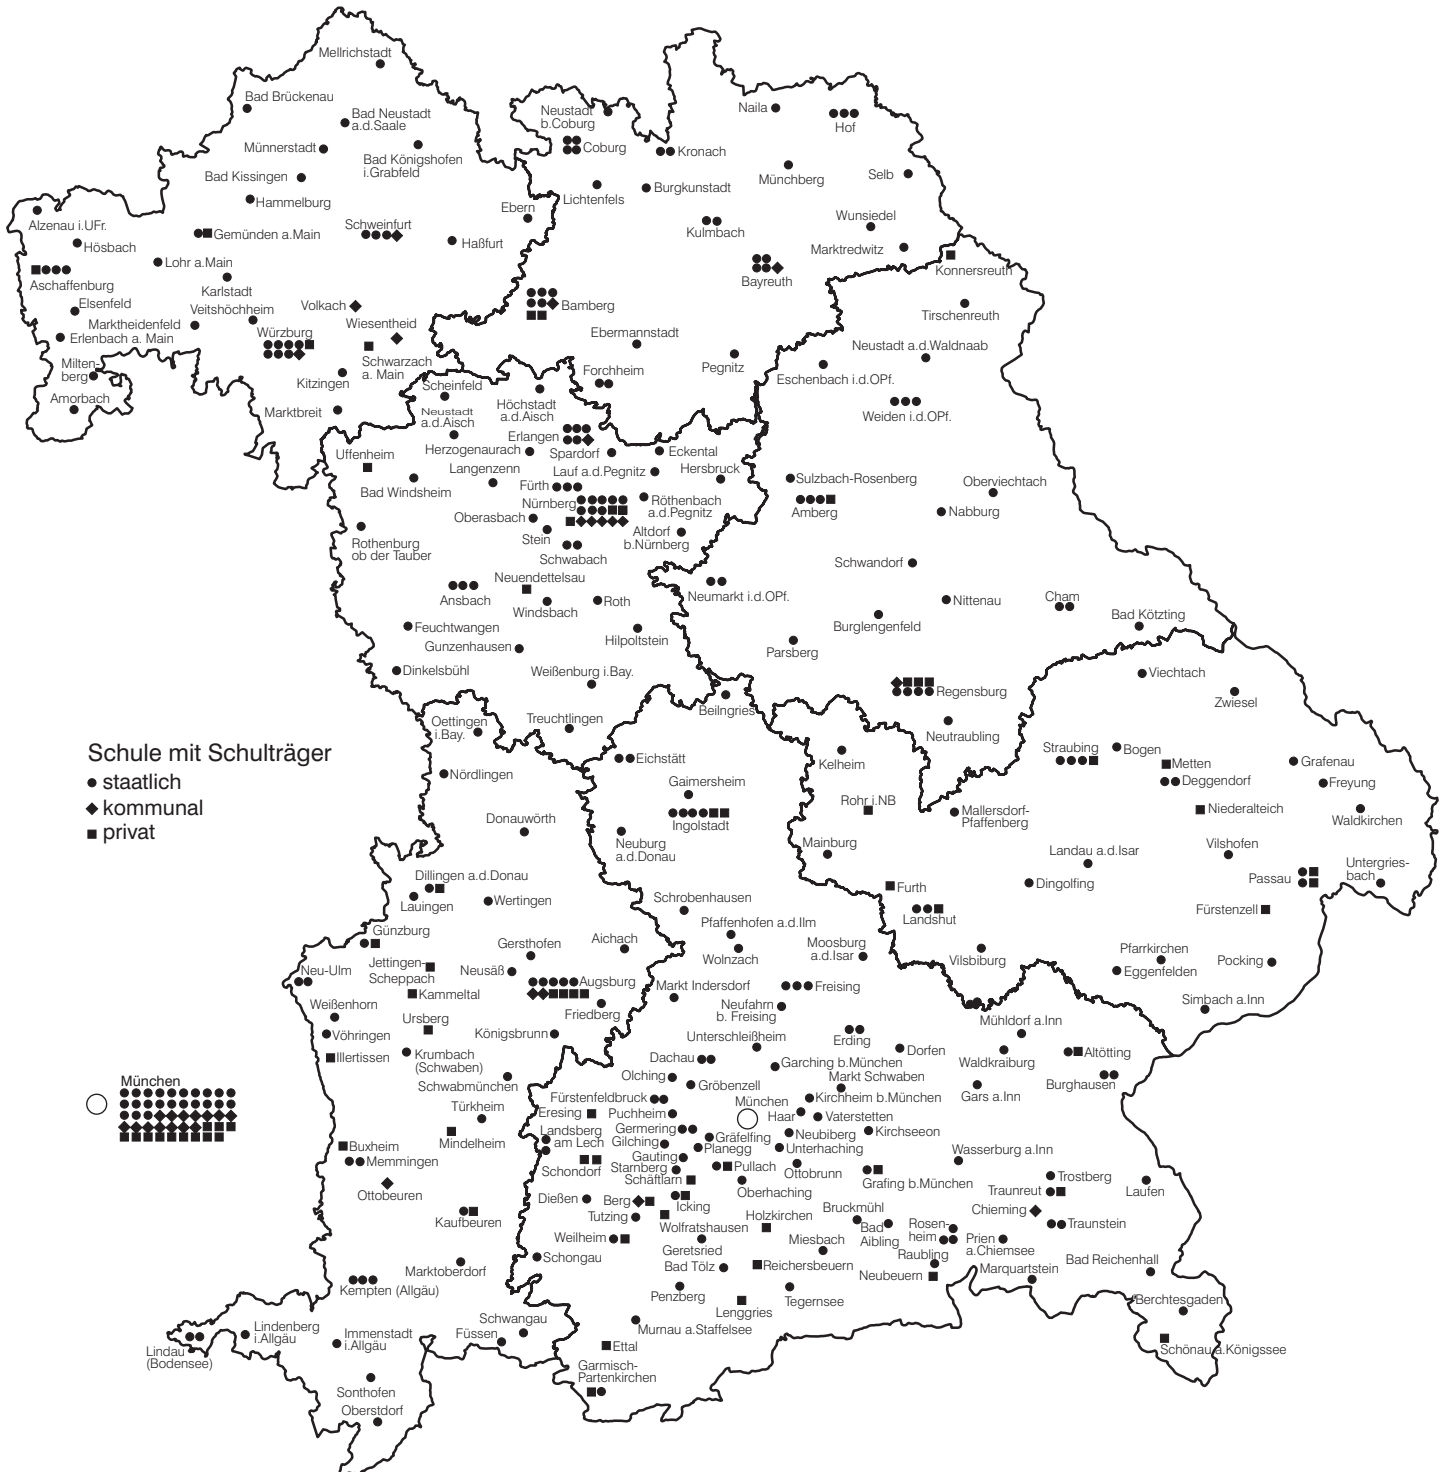 Mellrichstadt
Bad Brückenau
Bad Neustadt
a.d.Saale
Münnerstadt
Bad Königshofen
i.Grabfeld
Bad Kissingen
Hammelburg
Alzenau i.UFr.
Hösbach
Gemünden a.Main
Schweinfurt
Haßfurt
Ebern
Lohr a.Main
Aschaffenburg
Karlstadt
Elsenfeld
Veitshöchheim
Volkach
Marktheidenfeld
Erlenbach a. Main
Würzburg
Wiesentheid
Schwarzach
a. Main
Milten-
berg
Kitzingen
Amorbach
Marktbreit
Neustadt
b.Coburg
Coburg
Kronach
Naila
Hof
Lichtenfels
Burgkunstadt
Münchberg
Selb
Kulmbach
Wunsiedel
Marktredwitz
Bayreuth
Bamberg
Ebermannstadt
Forchheim
Pegnitz
Konnersreuth
Tirschenreuth
Neustadt a.d.Waldnaab
Eschenbach i.d.OPf.
Weiden i.d.OPf.
Sulzbach-Rosenberg
Amberg
Oberviechtach
Nabburg
Schwandorf
Neumarkt i.d.OPf.
Nittenau
Cham
Burglengenfeld
Bad Kötzting
Parsberg
Regensburg
Neutraubling
Scheinfeld
Neustadt
a.d.Aisch
Höchstadt
a.d.Aisch
Erlangen
Herzogenaurach
Spardorf
Eckental
Uffenheim
Langenzenn
Lauf a.d.Pegnitz
Hersbruck
Bad Windsheim
Fürth
Nürnberg
Röthenbach
a.d.Pegnitz
Oberasbach
Stein
Altdorf
b.Nürnberg
Rothenburg
ob der Tauber
Schwabach
Neuendettelsau
Ansbach
Windsbach
Roth
Feuchtwangen
Hilpoltstein
Gunzenhausen
Dinkelsbühl
Weißenburg i.Bay.
Treuchtlingen
Beilngries
Viechtach
Zwiesel
Kelheim
Straubing
Bogen
Metten
Deggendorf
Grafenau
Freyung
Rohr i.NB
Mallersdorf-
Pfaffenberg
Niederalteich
Waldkirchen
Mainburg
Landau a.d.Isar
Vilshofen
Untergries-
bach
Furth
Dingolfing
Passau
Landshut
Fürstenzell
Vilsbiburg
Pfarrkirchen
Eggenfelden
Pocking
Simbach a.Inn
Schule mit Schulträger
staatlich
kommunal
privat
Oettingen
i.Bay.
Nördlingen
Donauwörth
Dillingen a.d.Donau
Lauingen
Wertingen
Günzburg
Gersthofen
Aichach
Neu-Ulm
Jettingen-
Scheppach
Neusäß
Augsburg
Kammeltal
Friedberg
Weißenhorn
Ursberg
Vöhringen
Königsbrunn
Illertissen
Krumbach
(Schwaben)
Schwabmünchen
Türkheim
Mindelheim
Buxheim
Memmingen
Ottobeuren
Kaufbeuren
Marktoberdorf
Kempten (Allgäu)
Lindau
(Bodensee)
Lindenberg
i.Allgäu
Immenstadt
i.Allgäu
Füssen
Schwangau
Sonthofen
Oberstdorf
München
Eichstätt
Gaimersheim
Ingolstadt
Neuburg
a.d.Donau
Schrobenhausen
Pfaffenhofen a.d.Ilm
Wolnzach
Moosburg
a.d.Isar
Markt Indersdorf
Freising
Neufahrn
b. Freising
Unterschleißheim
Erding
Dorfen
Mühldorf a.Inn
Waldkraiburg
Altötting
Burghausen
Dachau
Garching b.München
Olching
Gröbenzell
Markt Schwaben
Gars a.Inn
Fürstenfeldbruck
München
Kirchheim b.München
Eresing
Puchheim
Haar
Vaterstetten
Landsberg
am Lech
Germering
Gräfelfing
Neubiberg
Kirchseeon
Gilching
Planegg
Unterhaching
Schondorf
Gauting
Starnberg
Pullach
Ottobrunn
Wasserburg a.Inn
Schäftlarn
Oberhaching
Grafing b.München
Trostberg
Traunreut
Laufen
Dießen
Berg
Icking
Chieming
Tutzing
Wolfratshausen
Holzkirchen
Bruckmühl
Traunstein
Weilheim
Geretsried
Miesbach
Bad
Aibling
Rosen-
heim
Prien
a.Chiemsee
Schongau
Bad Tölz
Reichersbeuern
Raubling
Neubeuern
Marquartstein
Bad Reichenhall
Penzberg
Lenggries
Tegernsee
Berchtesgaden
Murnau a.Staffelsee
Ettal
Schönau a.Königssee
Garmisch-
Partenkirchen